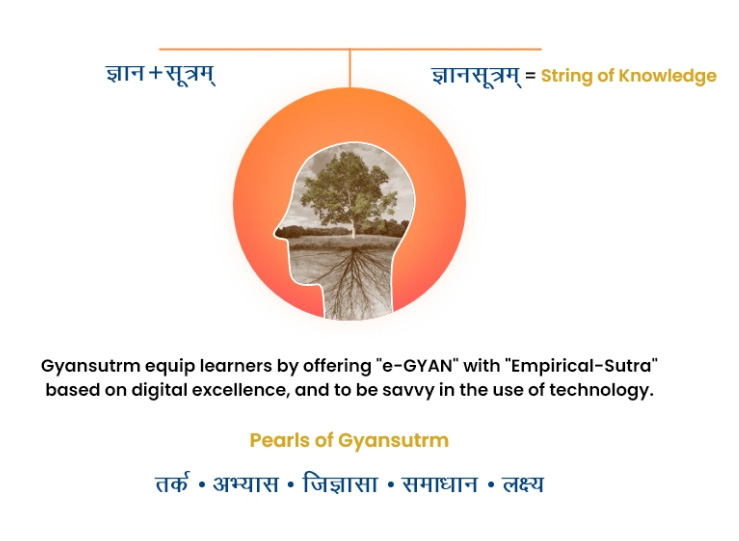 ज्ञान+सूत्रम्
ज्ञानसूत्रम् = String of Knowledge
Gyansutrm equip learners by offering "e-GYAN" with "Empirical-Sutra"
based on digital excellence, and to be savvy in the use of technology.
Pearls of Gyansutrm
तर्क • अभ्यास • जिज्ञासा • समाधान • लक्ष्य